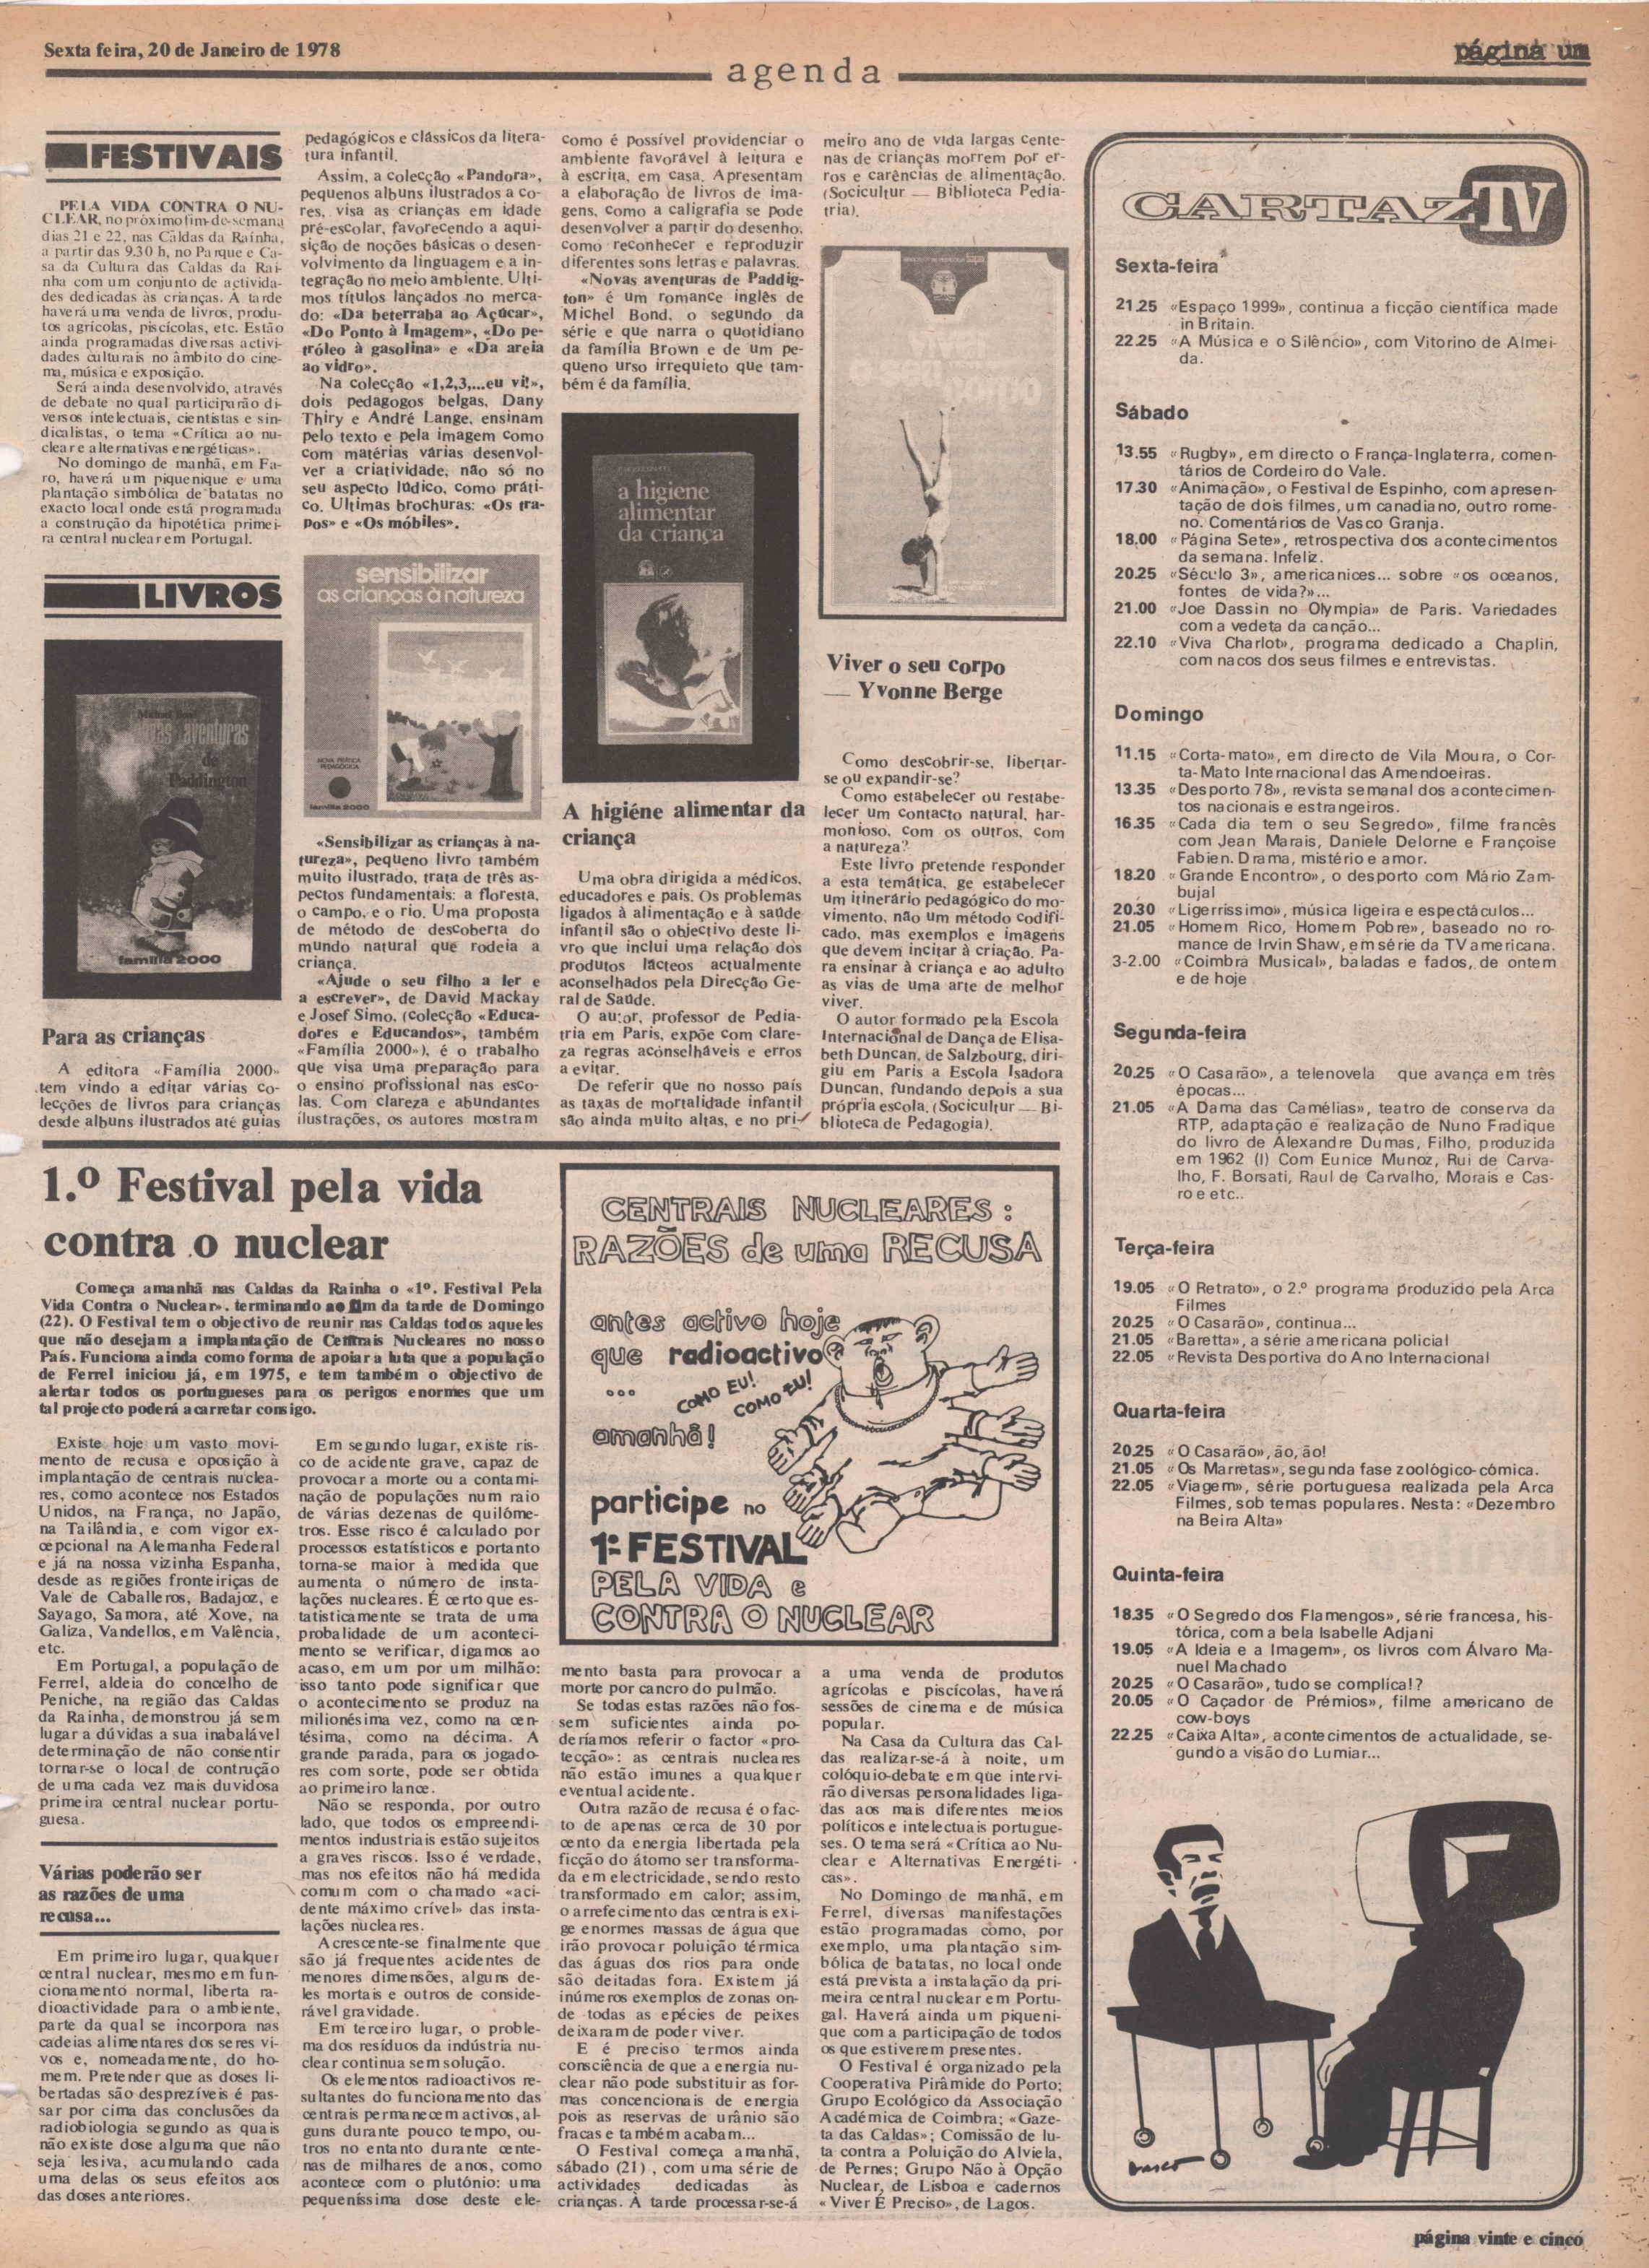 Sexta feira, 20 de Janeiro de 1978
agenda
página um
FESTIVAIS
PELA VIDA CONTRA O NU-
CLEAR, no próximo fim-de-semana
dias 21 e 22, nas Caldas da Raínha,
a partir das 9.30 h, no Parque e Ca-
sa da Cultura das Caldas da Rai-
nha com um conjunto de activida-
des dedicadas às crianças. A tarde
haverá uma venda de livros, produ-
tos agrícolas, piscícolas, etc. Estão
ainda programadas diversas activi-
dades culturais no âmbito do cine-
ma, música e exposição.
Será ainda desenvolvido, através
de debate no qual participarão di-
versos intelectuais, cientistas e sin-
dicalistas, o tema «Crítica ao nu-
clear e alternativas energéticas».
No domingo de manhã, em Fa-
ro, haverá um piquenique e uma
plantação simbólica de batatas no
exacto local onde está programada
a construção da hipotética primei-
ra central nuclear em Portugal.
LIVROS
Michel Bond
novas aventuras
de
Paddington
família 2000
Para as crianças
A editora «Família 2000»
tem vindo a editar várias co-
lecções de livros para crianças
desde albuns ilustrados até guias
pedagógicos e clássicos da litera-
tura infantil.
Assim, a colecção «Pandora»,
pequenos albuns ilustrados a co-
res, visa as crianças em idade
pré-escolar, favorecendo a aqui-
sição de noções básicas o desen-
volvimento da linguagem e a in-
tegração no meio ambiente. Ulti-
mos títulos lançados no merca-
do: «Da beterraba ao Açúcar»,
«Do Ponto à Imagem», «Do pe-
tróleo à gasolina» e «Da areia
ao vidro».
Na colecção «1,2,3,...eu vi!»,
dois pedagogos belgas, Dany
Thiry e André Lange, ensinam
pelo texto e pela imagem como
com matérias várias desenvol-
ver a criatividade, não só no
seu aspecto lúdico, como práti-
co. Ultimas brochuras: «Os tra-
pos» e «Os móbiles».
sensibilizar
as crianças à natureza
NOVA PRÁTICA
PEDAGÓGICA
família 2000
«Sensibilizar as crianças à na-
tureza», pequeno livro também
muito ilustrado, trata de três as-
pectos fundamentais: a floresta,
o campo, e o rio. Uma proposta
de método de descoberta do
mundo natural que rodeia a
criança.
«Ajude o seu filho a ler e
a escrever», de David Mackay
e Josef Simo, (colecção «Educa-
dores e Educandos», também
«Família 2000»), é o trabalho
que visa uma preparação para
o ensino profissional nas esco-
las. Com clareza e abundantes
ilustrações, os autores mostram
como é possível providenciar o
ambiente favorável à leitura e
à escrita, em casa. Apresentam
a elaboração de livros de ima-
gens, como a caligrafia se pode
desenvolver a partir do desenho,
como reconhecer e reproduzir
diferentes sons letras e palavras.
«Novas aventuras de Paddig-
ton» é um romance inglês de
Michel Bond, o segundo da
série e que narra o quotidiano
da família Brown e de um pe-
queno urso irrequieto que tam-
bém é da família.
a higiene
alimentar
da criança
A higiéne alimentar da
criança
Uma obra dirigida a médicos,
educadores e pais. Os problemas
ligados à alimentação e à saúde
infantil são o objectivo deste li-
vro que inclui uma relação dos
produtos lácteos actualmente
aconselhados pela Direcção Ge-
ral de Saúde.
O autor, professor de Pedia-
tria em Paris, expõe com clare-
za regras aconselháveis e erros
a evitar.
De referir que no nosso país
as taxas de mortalidade infantil
são ainda muito altas, e no pri-
meiro ano de vida largas cente-
nas de crianças morrem por er-
ros e carências de alimentação.
(Socicultur — Biblioteca Pedia-
tria).
Viver o seu corpo
— Yvonne Berge
Como descobrir-se, libertar-
se ou expandir-se?
Como estabelecer ou restabe-
lecer um contacto natural, har-
monioso, com os outros, com
a natureza?
Este livro pretende responder
a esta temática, ge estabelecer
um itinerário pedagógico do mo-
vimento, não um método codifi-
cado, mas exemplos e imagens
que devem incitar à criação. Pa-
ra ensinar à criança e ao adulto
as vias de uma arte de melhor
viver.
O autor formado pela Escola
Internacional de Dança de Elisa-
beth Duncan, de Salzbourg, diri-
giu em Paris a Escola Isadora
Duncan, fundando depois a sua
própria escola. (Socicultur — Bi-
blioteca de Pedagogia).
1.º Festival pela vida
contra o nuclear
Começa amanhã nas Caldas da Rainha o «1º. Festival Pela
Vida Contra o Nuclear». terminando ao fim da tarde de Domingo
(22). O Festival tem o objectivo de reunir nas Caldas todos aqueles
que não desejam a implantação de Centrais Nucleares no nosso
País. Funciona ainda como forma de apoiar a luta que a população
de Ferrel iniciou já, em 1975, e tem também o objectivo de
alertar todos os portugueses para os perigos enormes que um
tal projecto poderá acarretar consigo.
Existe hoje um vasto movi-
mento de recusa e oposição à
implantação de centrais nuclea-
res, como acontece nos Estados
Unidos, na França, no Japão,
na Tailândia, e com vigor ex-
cepcional na Alemanha Federal
e já na nossa vizinha Espanha,
desde as regiões fronteiriças de
Vale de Caballeros, Badajoz, e
Sayago, Samora, até Xove, na
Galiza, Vandellos, em Valência,
etc.
Em Portugal, a população de
Ferrel, aldeia do concelho de
Peniche, na região das Caldas
da Rainha, demonstrou já sem
lugar a dúvidas a sua inabalável
determinação de não consentir
tornar-se o local de contrução
de uma cada vez mais duvidosa
primeira central nuclear portu-
guesa.
Várias poderão ser
as razões de uma
recusa...
Em primeiro lugar, qualquer
central nuclear, mesmo em fun-
cionamento normal, liberta ra-
dioactividade para o ambiente,
parte da qual se incorpora nas
cadeias alimentares dos seres vi-
vos e, nomeadamente, do ho-
mem. Pretender que as doses li-
bertadas são desprezíveis é pas-
sar por cima das conclusões da
radiobiologia segundo as quais
não existe dose alguma que não
seja lesiva, acumulando cada
uma delas os seus efeitos aos
das doses anteriores.
Em segundo lugar, existe ris-
co de acidente grave, capaz de
provocar a morte ou a contami-
nação de populações num raio
de várias dezenas de quilóme-
tros. Esse risco é calculado por
processos estatísticos e portanto
torna-se maior à medida que
aumenta o número de insta-
lações nucleares. É certo que es-
tatisticamente se trata de uma
probalidade de um aconteci-
mento se verificar, digamos ao
acaso, em um por um milhão:
isso tanto pode significar que
o acontecimento se produz na
milionésima vez, como na cen-
tésima, como na décima. A
grande parada, para os jogado-
res com sorte, pode ser obtida
ao primeiro lance.
Não se responda, por outro
lado, que todos os empreendi-
mentos industriais estão sujeitos
a graves riscos. Isso é verdade,
mas nos efeitos não há medida
comum com o chamado «aci-
dente máximo crível» das insta-
lações nucleares.
Acrescente-se finalmente que
são já frequentes acidentes de
menores dimensões, alguns de-
les mortais e outros de conside-
rável gravidade.
Em terceiro lugar, o proble-
ma dos resíduos da indústria nu-
clear continua sem solução.
Os elementos radioactivos re-
sultantes do funcionamento das
centrais permanecem activos, al-
guns durante pouco tempo, ou-
tros no entanto durante cente-
nas de milhares de anos, como
acontece com o plutónio: uma
pequeníssima dose deste ele-
CENTRAIS NUCLEARES:
RAZÕES de uma RECUSA
antes activo hoje
que radioactivo
...
COMO EU!
COMO EU!
amanhã!
participe no
1º FESTIVAL
PELA VIDA e
CONTRA O NUCLEAR
mento basta para provocar a
morte por cancro do pulmão.
Se todas estas razões não fos-
sem suficientes ainda po-
deríamos referir o factor «pro-
tecção»: as centrais nucleares
não estão imunes a qualquer
eventual acidente.
Outra razão de recusa é o fac-
to de apenas cerca de 30 por
cento da energia libertada pela
ficção do átomo ser transforma-
da em electricidade, sendo resto
transformado em calor; assim,
o arrefecimento das centrais exi-
ge enormes massas de água que
irão provocar poluição térmica
das águas dos rios para onde
são deitadas fora. Existem já
inúmeros exemplos de zonas on-
de todas as epécies de peixes
deixaram de poder viver.
E é preciso termos ainda
consciência de que a energia nu-
clear não pode substituir as for-
mas concencionais de energia
pois as reservas de urânio são
fracas e também acabam...
O Festival começa amanhã,
sábado (21), com uma série de
actividades dedicadas às
crianças. À tarde processar-se-á
a uma venda de produtos
agrícolas e piscícolas, haverá
sessões de cinema e de música
popular.
Na Casa da Cultura das Cal-
das realizar-se-á à noite, um
colóquio-debate em que intervi-
rão diversas personalidades liga-
das aos mais diferentes meios
políticos e intelectuais portugue-
ses. O tema será «Crítica ao Nu-
clear e Alternativas Energéti-
cas».
No Domingo de manhã, em
Ferrel, diversas manifestações
estão programadas como, por
exemplo, uma plantação sim-
bólica de batatas, no local onde
está prevista a instalação da pri-
meira central nuclear em Portu-
gal. Haverá ainda um piqueni-
que com a participação de todos
os que estiverem presentes.
O Festival é organizado pela
Cooperativa Pirâmide do Porto;
Grupo Ecológico da Associação
Académica de Coimbra; «Gaze-
ta das Caldas»; Comissão de lu-
ta contra a Poluição do Alviela,
de Pernes; Grupo Não à Opção
Nuclear, de Lisboa e cadernos
«Viver É Preciso», de Lagos.
CARTAZ TV
Sexta-feira
21.25 «Espaço 1999», continua a ficção científica made
in Britain.
22.25 «A Música e o Silêncio», com Vitorino de Almei-
da.
Sábado
13.55 «Rugby», em directo o França-Inglaterra, comen-
tários de Cordeiro do Vale.
17.30 «Animação», o Festival de Espinho, com apresen-
tação de dois filmes, um canadiano, outro rome-
no. Comentários de Vasco Granja.
18.00 «Página Sete», retrospectiva dos acontecimentos
da semana. Infeliz.
20.25 «Século 3», americanices... sobre «os oceanos,
fontes de vida?»...
21.00 «Joe Dassin no Olympia» de Paris. Variedades
com a vedeta da canção...
22.10 «Viva Charlot», programa dedicado a Chaplin,
com nacos dos seus filmes e entrevistas.
Domingo
11.15 «Corta-mato», em directo de Vila Moura, o Cor-
ta-Mato Internacional das Amendoeiras.
13.35 «Desporto 78», revista semanal dos acontecimen-
tos nacionais e estrangeiros.
16.35 «Cada dia tem o seu Segredo», filme francês
com Jean Marais, Daniele Delorne e Françoise
Fabien. Drama, mistério e amor.
18.20 «Grande Encontro», o desporto com Mário Zam-
bujal
20.30 «Ligerríssimo», música ligeira e espectáculos...
21.05 «Homem Rico, Homem Pobre», baseado no ro-
mance de Irvin Shaw, em série da TV americana.
3-2.00 «Coimbra Musical», baladas e fados, de ontem
e de hoje
Segunda-feira
20.25 «O Casarão», a telenovela que avança em três
épocas...
21.05 «A Dama das Camélias», teatro de conserva da
RTP, adaptação e realização de Nuno Fradique
do livro de Alexandre Dumas, Filho, produzida
em 1962 (!) Com Eunice Munoz, Rui de Carva-
lho, F. Borsati, Raul de Carvalho, Morais e Cas-
ro e etc..
Terça-feira
19.05 «O Retrato», o 2.º programa produzido pela Arca
Filmes
20.25 «O Casarão», continua...
21.05 «Baretta», a série americana policial
22.05 «Revista Desportiva do Ano Internacional
Quarta-feira
20.25 «O Casarão», ão, ão!
21.05 «Os Marretas», segunda fase zoológico-cómica.
22.05 «Viagem», série portuguesa realizada pela Arca
Filmes, sob temas populares. Nesta: «Dezembro
na Beira Alta»
Quinta-feira
18.35 «O Segredo dos Flamengos», série francesa, his-
tórica, com a bela Isabelle Adjani
19.05 «A Ideia e a Imagem», os livros com Álvaro Ma-
nuel Machado
20.25 «O Casarão», tudo se complica!?
20.05 «O Caçador de Prémios», filme americano de
cow-boys
22.25 «Caixa Alta», acontecimentos de actualidade, se-
gundo a visão do Lumiar...
vasco
página vinte e cinco